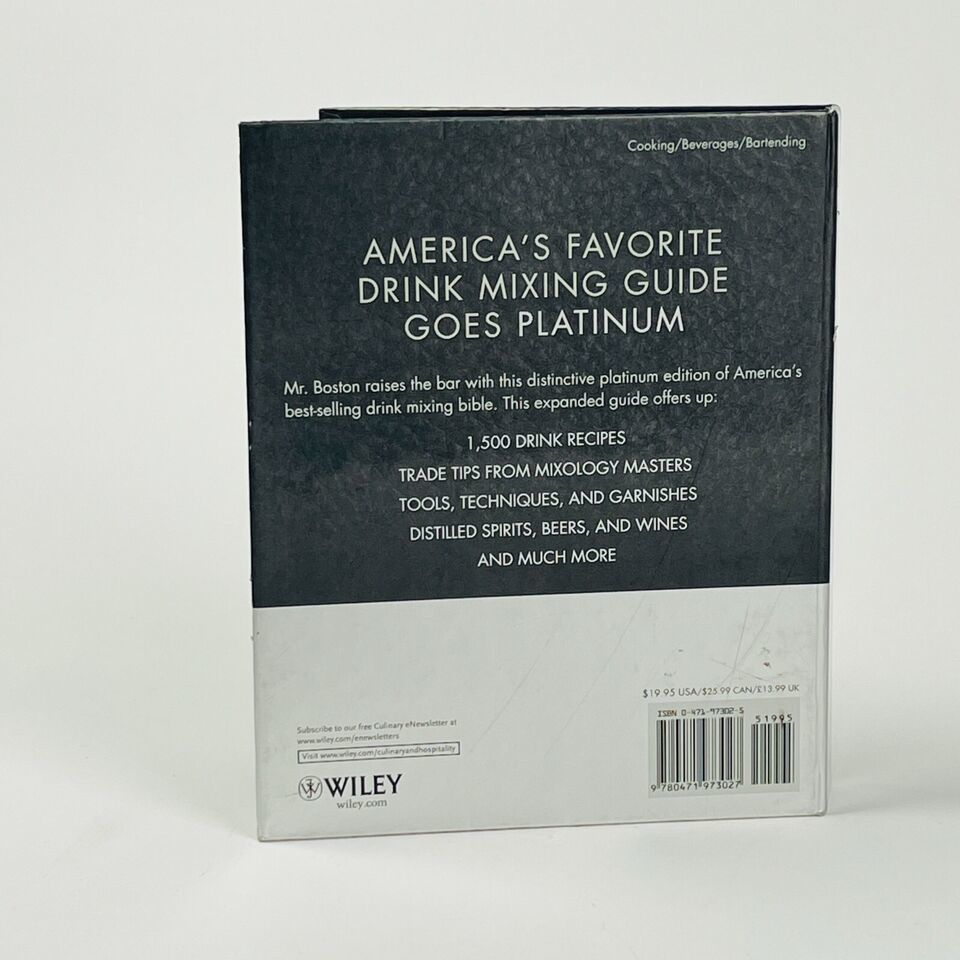 Cooking/Beverages/Bartending
AMERICA'S FAVORITE
DRINK MIXING GUIDE
GOES PLATINUM
Mr. Boston raises the bar with this distinctive platinum edition of America's
best-selling drink mixing bible. This expanded guide offers up:
1,500 DRINK RECIPES
TRADE TIPS FROM MIXOLOGY MASTERS
TOOLS, TECHNIQUES, AND GARNISHES
DISTILLED SPIRITS, BEERS, AND WINES
AND MUCH MORE
$19.95 USA/$25.99 CAN/£13.99 UK
ISBN 0-471-97302-5
51995
9 780471 973027
Subscribe to our free Culinary eNewsletter at
www.wiley.com/enewsletters
Visit www.wiley.com/culinaryandhospitality
WILEY
wiley.com